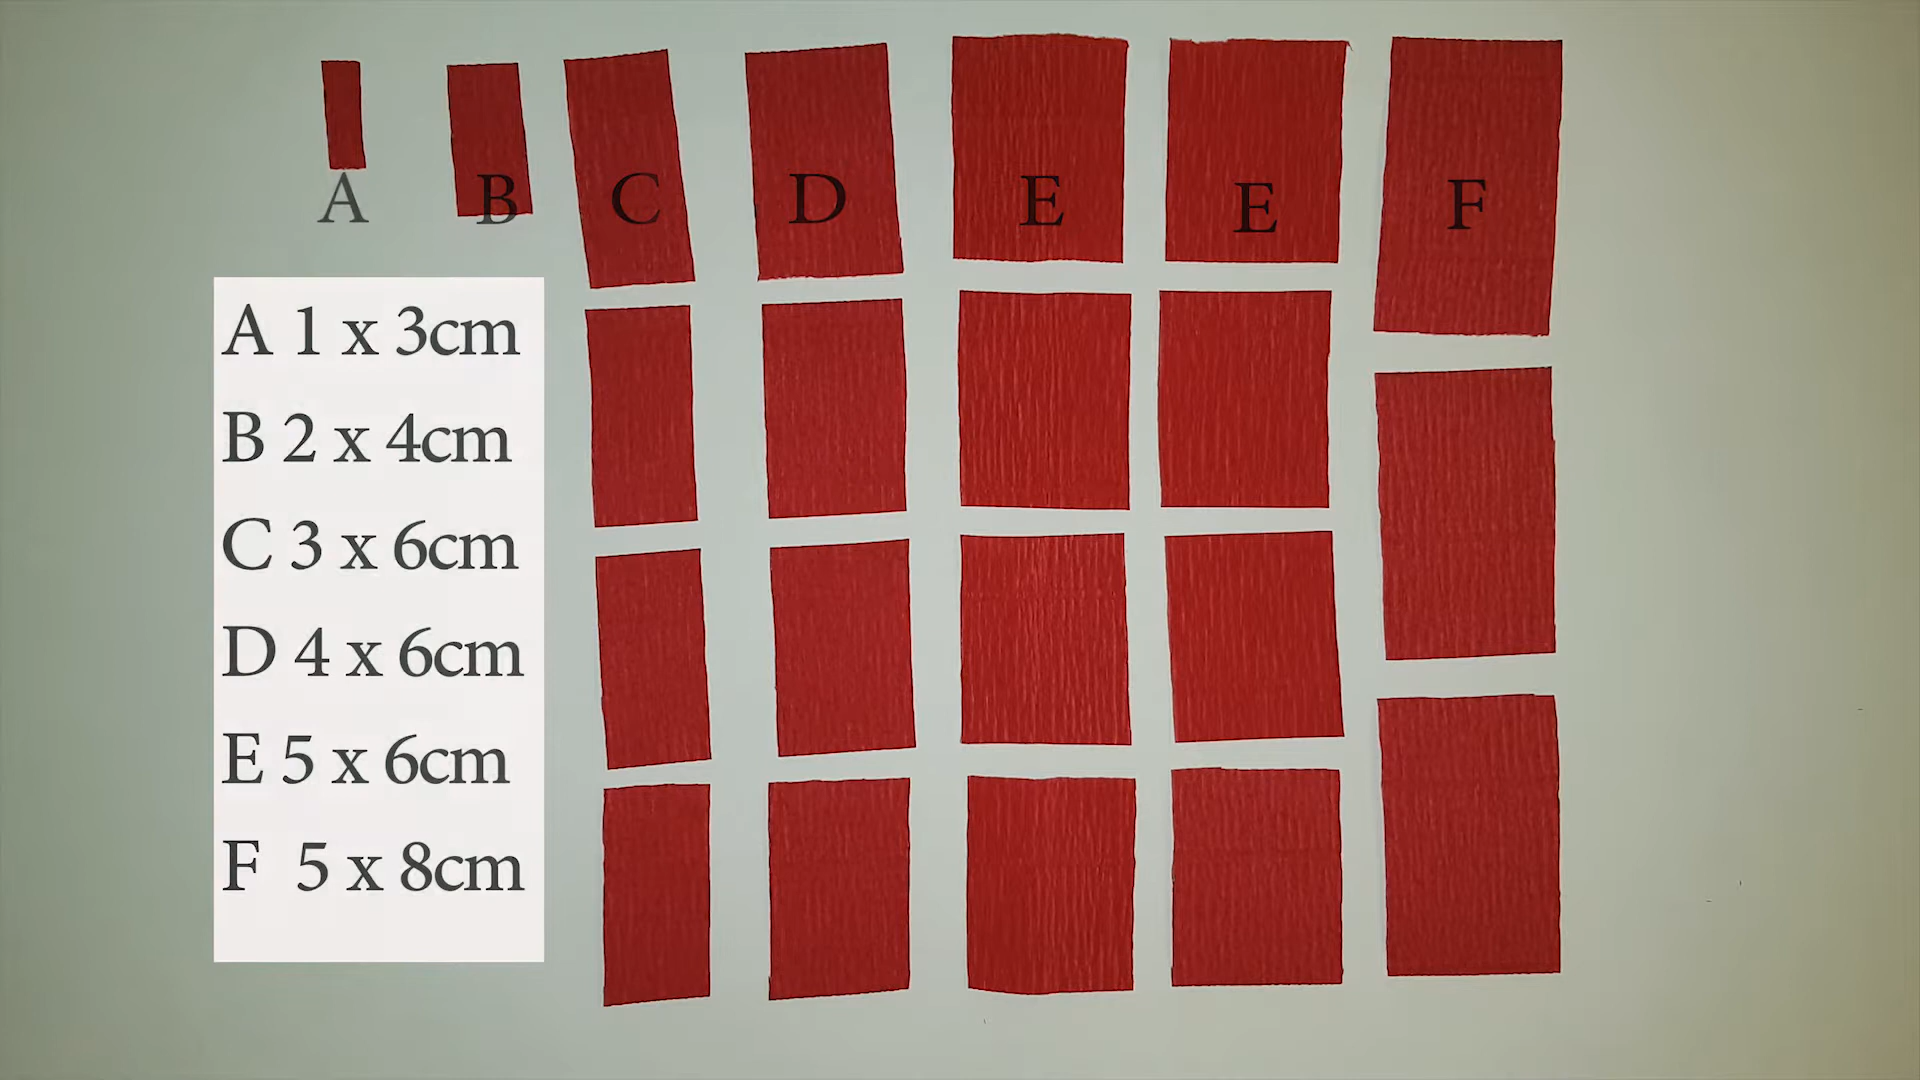 A B C D E E F
A 1 x 3cm
B 2 x 4cm
C 3 x 6cm
D 4 x 6cm
E 5 x 6cm
F 5 x 8cm